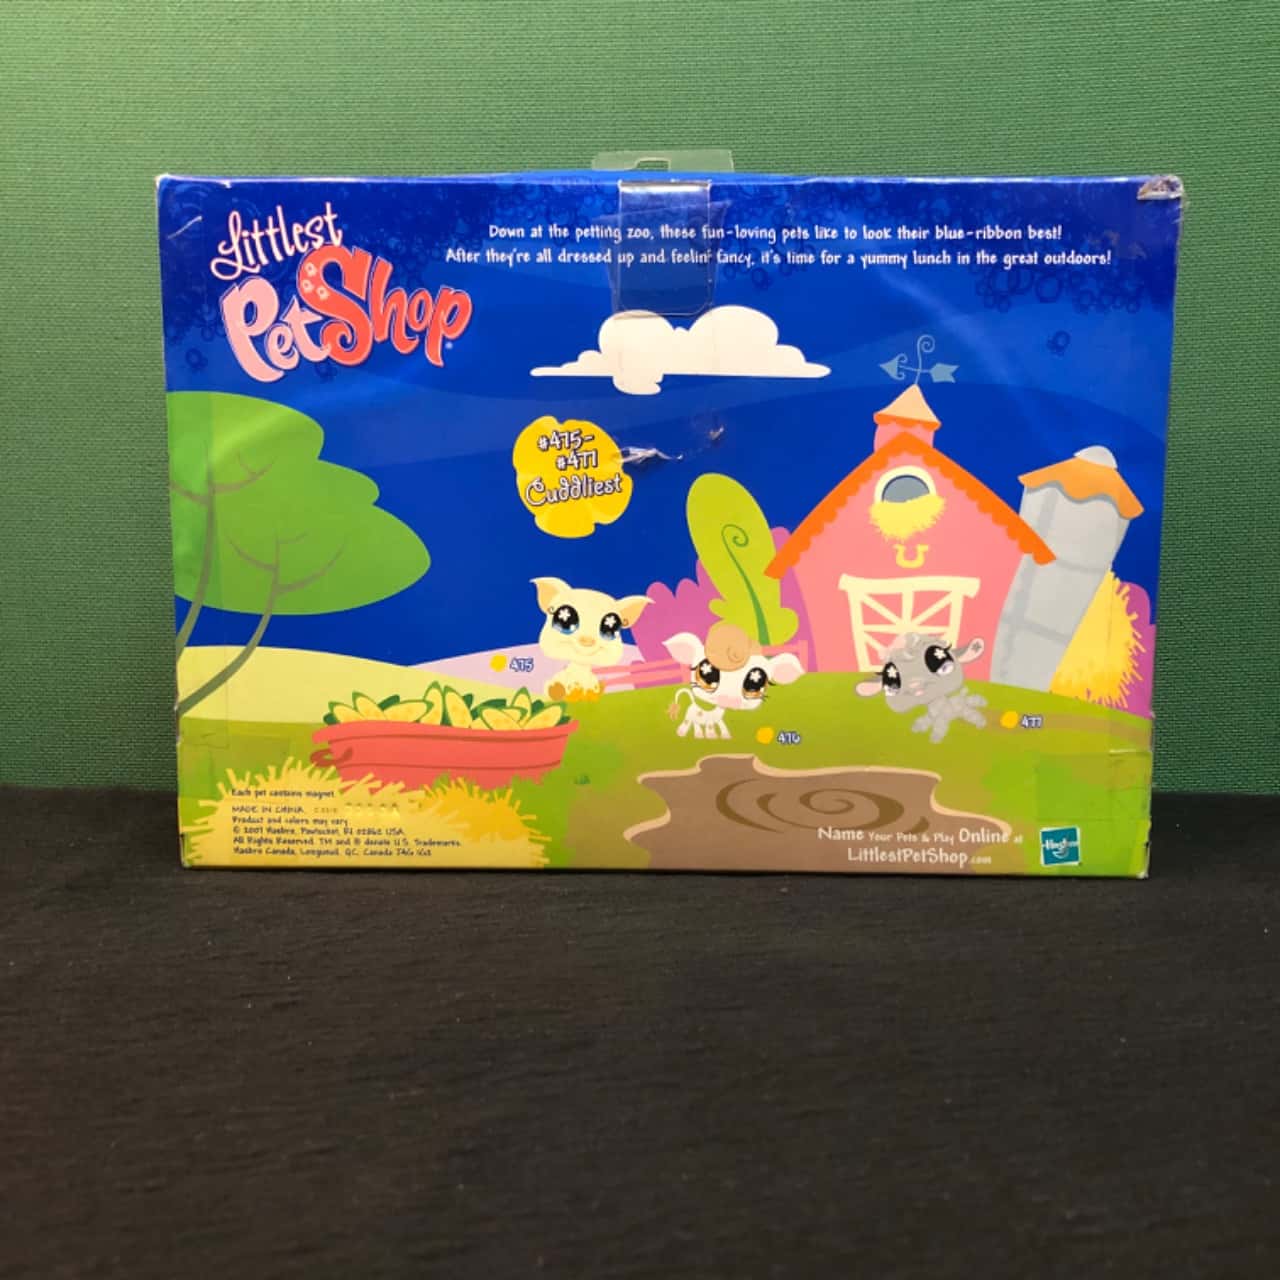 Littlest
PetShop
Down at the petting zoo, these fun-loving pets like to look their blue-ribbon best!
After they're all dressed up and feelin' fancy, it's time for a yummy lunch in the great outdoors!
#475-
#477
Cuddliest
475
476
477
Each pet contains magnet.
MADE IN CHINA
Product and colors may vary.
© 2007 Hasbro, Pawtucket, RI 02862 USA.
All Rights Reserved. TM and ® denote U.S. Trademarks.
Hasbro Canada, Longueuil, QC, Canada J4G 1G2
Name Your Pets & Play Online at
LittlestPetShop.com
Hasbro